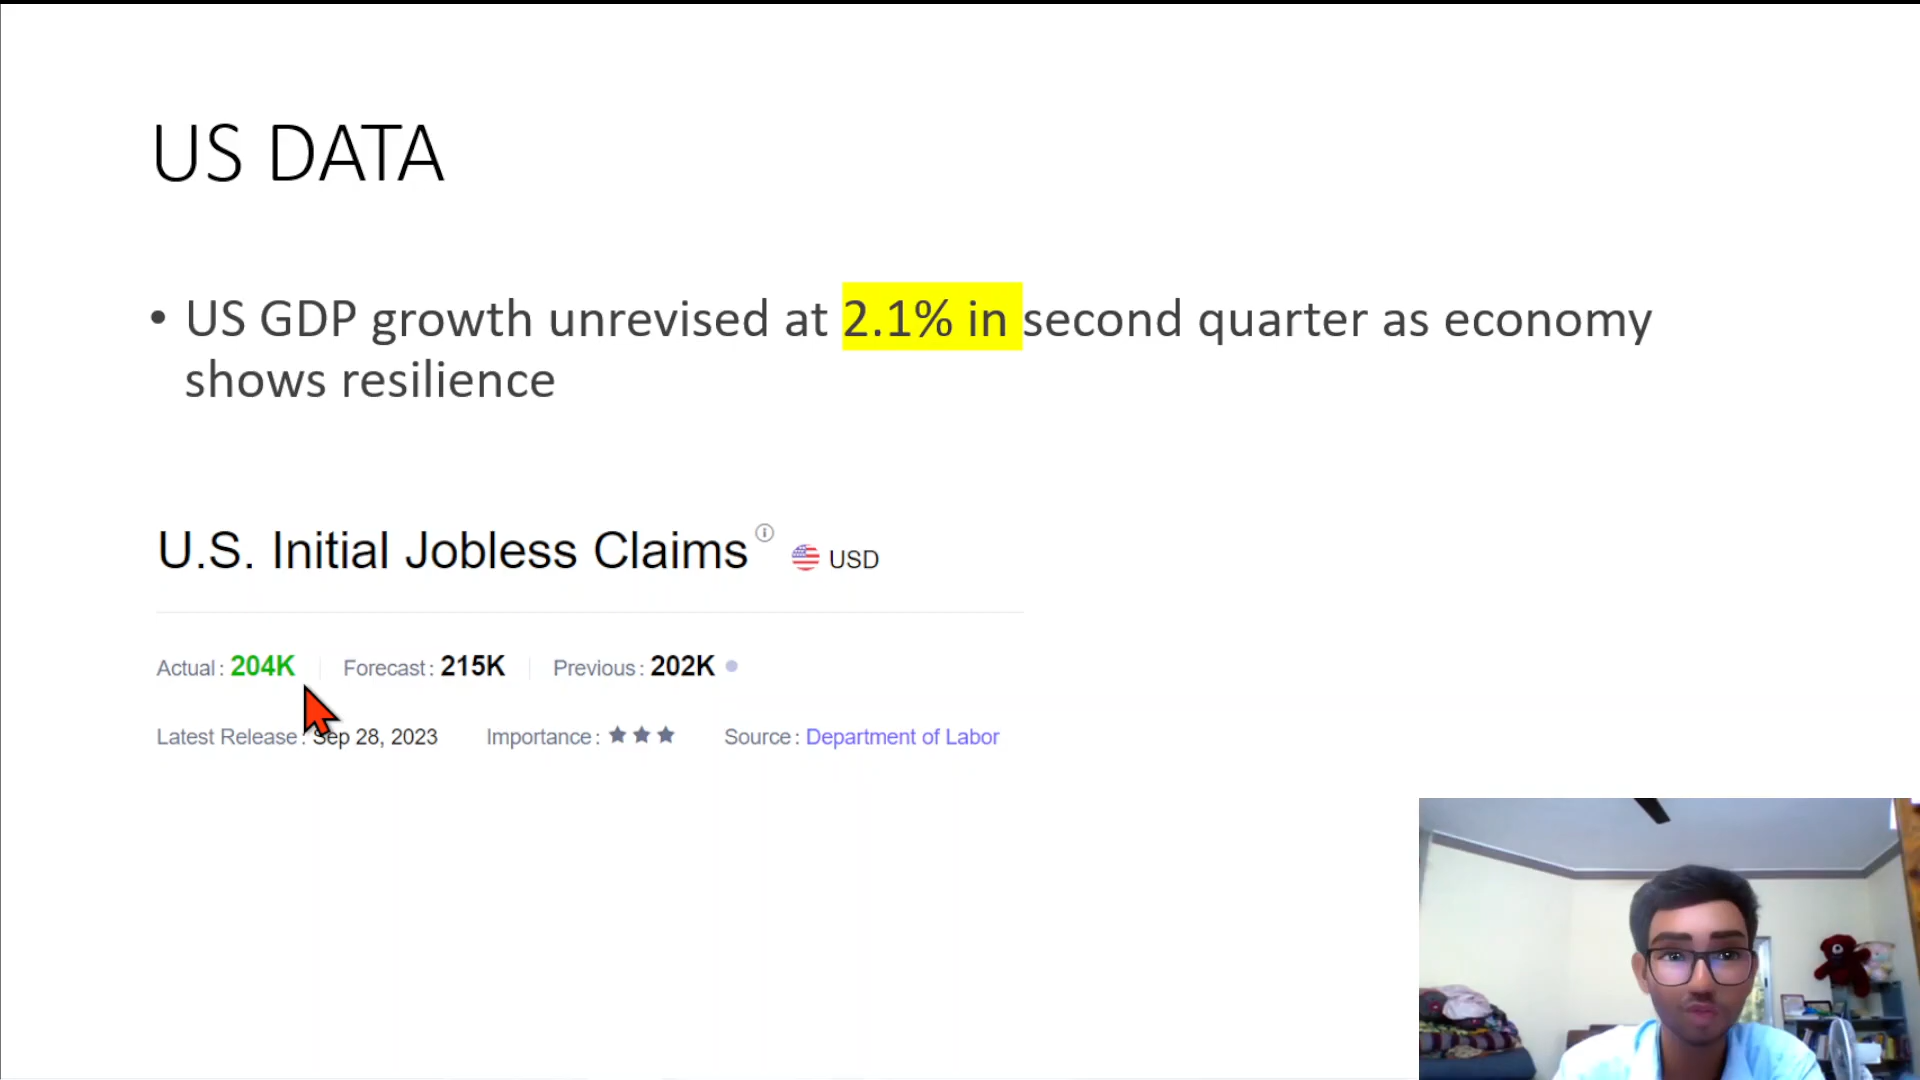 US DATA
• US GDP growth unrevised at 2.1% in second quarter as economy
shows resilience
U.S. Initial Jobless Claims USD
Actual: 204K Forecast: 215K Previous: 202K
Latest Release: Sep 28, 2023 Importance: ★★★ Source: Department of Labor